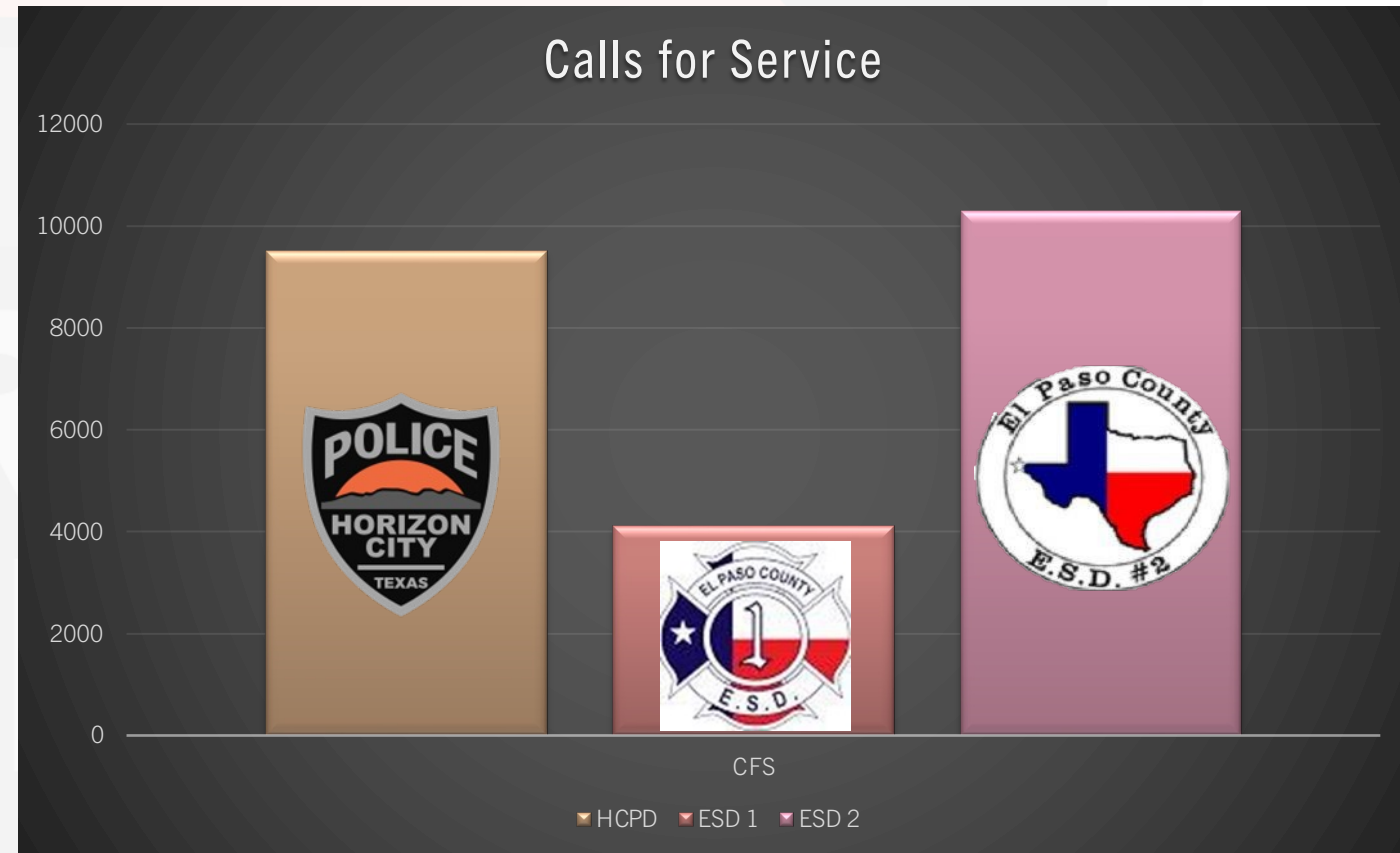 Calls for Service
12000
10000
8000
6000
4000
2000
0
POLICE
HORIZON
CITY
TEXAS
EL PASO COUNTY
1
E.S.D.
El Paso County
E.S.D. #2
CFS
HCPD ESD 1 ESD 2